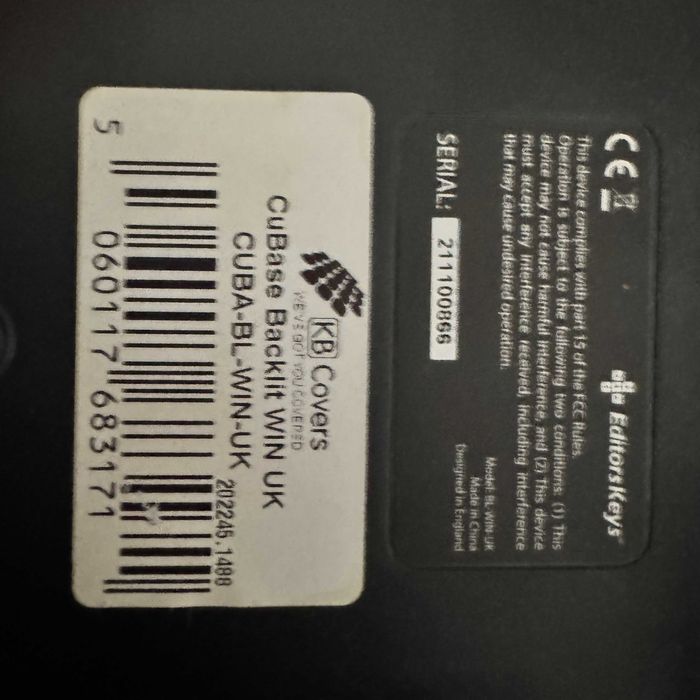 KB Covers
WE'VE GOT YOU COVERED
CuBase Backlit WIN UK
CUBA-BL-WIN-UK
202245.1488
5 060117 683171
CE
EditorsKeys
This device complies with part 15 of the FCC Rules.
Operation is subject to the following two conditions: (1) This
device may not cause harmful interference, and (2) This device
must accept any interference received, including interference
that may cause undesired operation.
Model: BL-WIN-UK
Made in China
Designed in England
SERIAL: 211100866